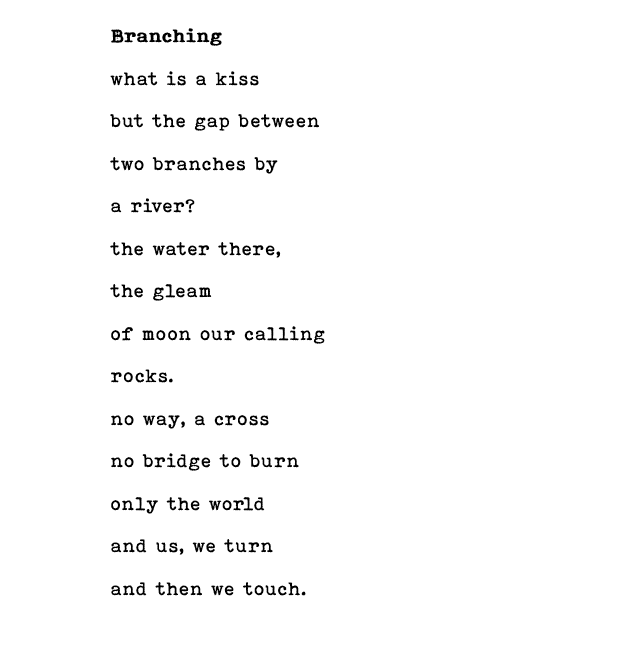 Branching
what is a kiss
but the gap between
two branches by
a river?
the water there,
the gleam
of moon our calling
rocks.
no way, a cross
no bridge to burn
only the world
and us, we turn
and then we touch.